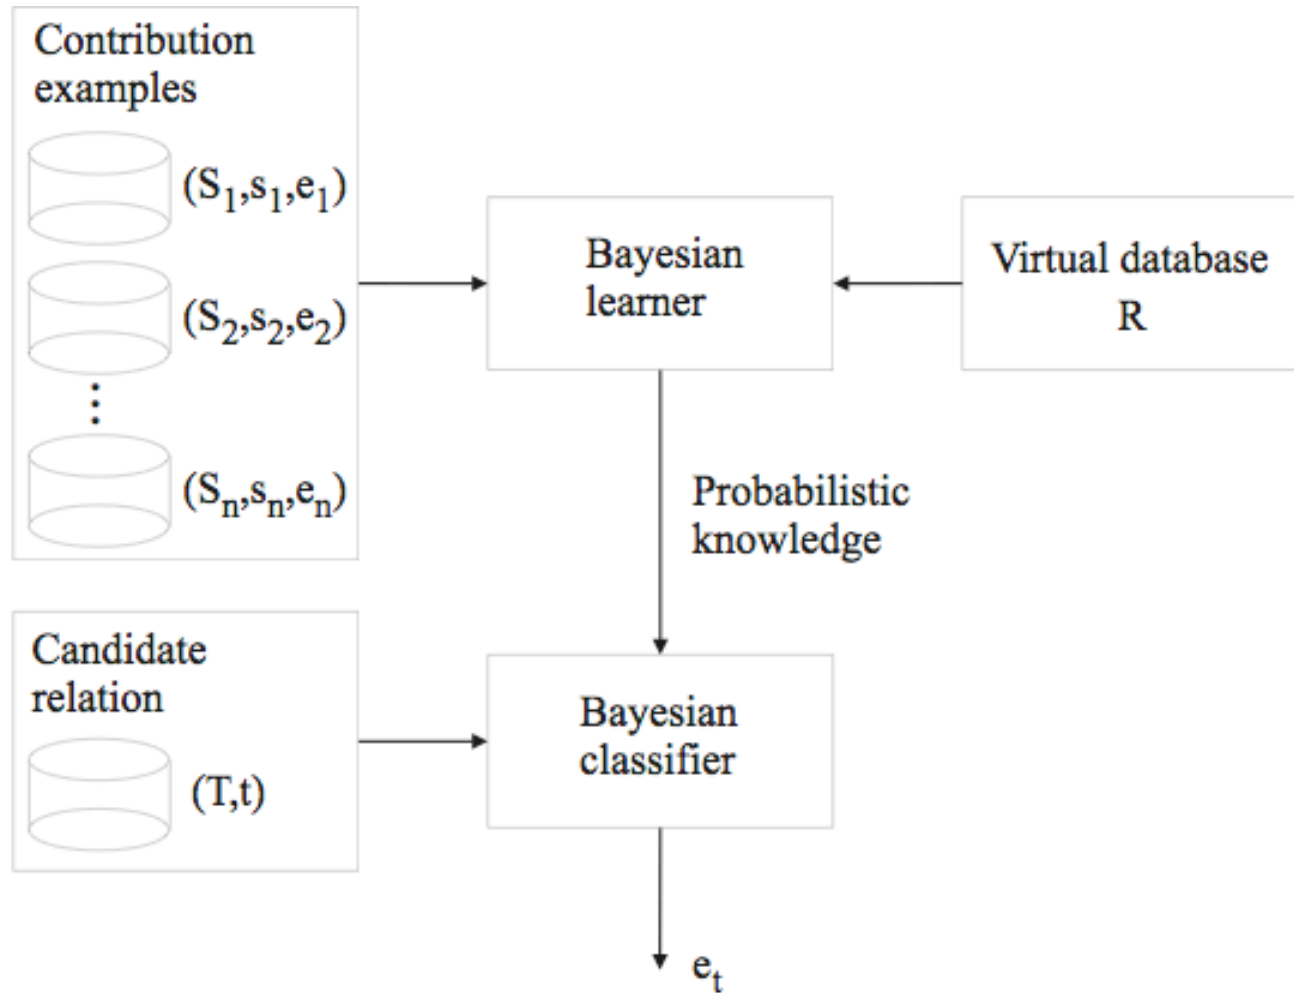 Contribution
examples
(S₁,s₁,e₁)
(S₂,s₂,e₂)
⋮
(Sₙ,sₙ,eₙ)
Bayesian
learner
Virtual database
R
Probabilistic
knowledge
Candidate
relation
(T,t)
Bayesian
classifier
eₜ